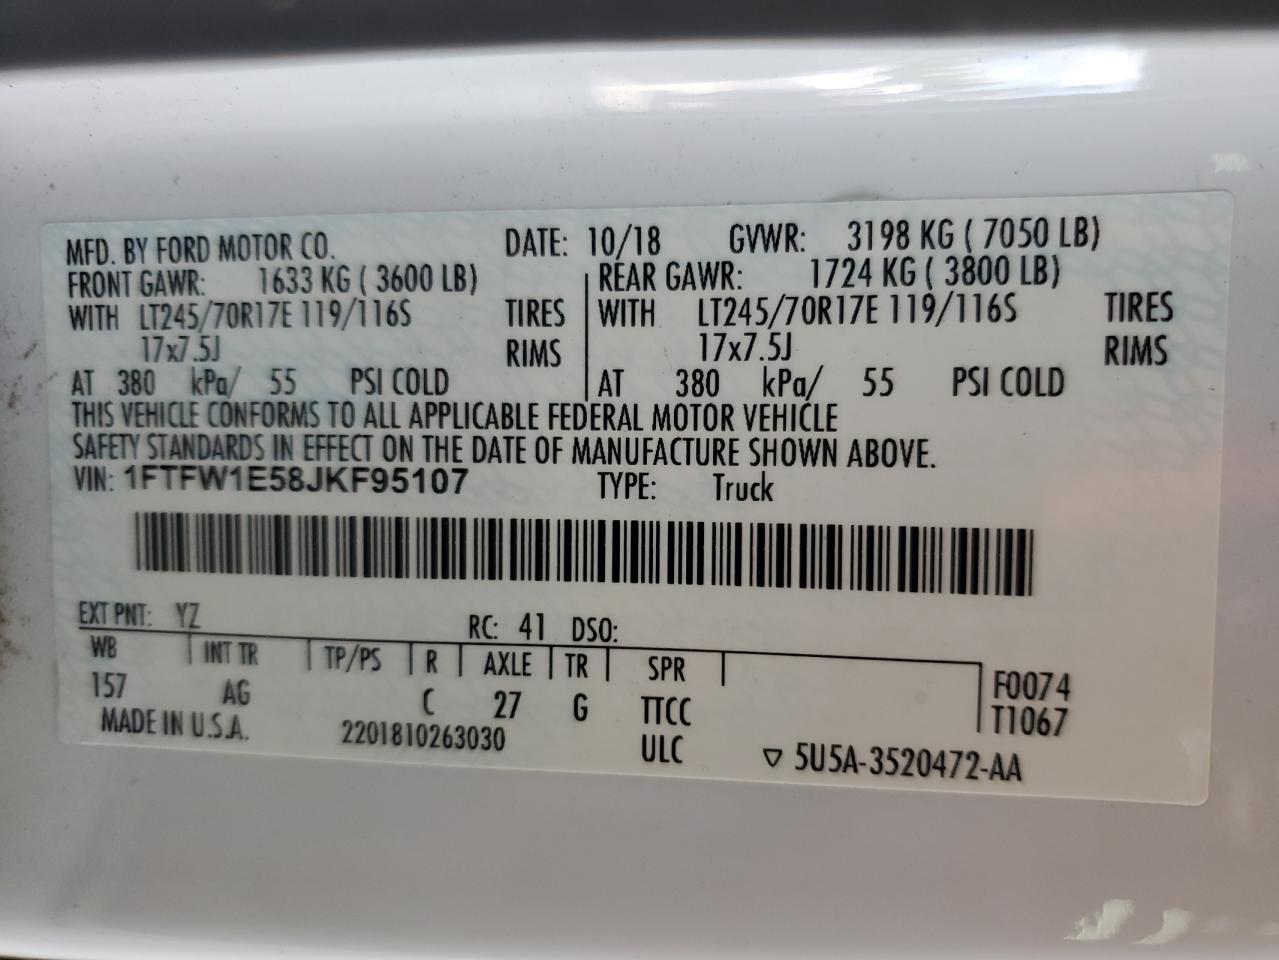 MFD. BY FORD MOTOR CO. DATE: 10/18 GVWR: 3198 KG ( 7050 LB)
FRONT GAWR: 1633 KG ( 3600 LB) REAR GAWR: 1724 KG ( 3800 LB)
WITH LT245/70R17E 119/116S TIRES WITH LT245/70R17E 119/116S TIRES
17x7.5J RIMS 17x7.5J RIMS
AT 380 kPa/ 55 PSI COLD AT 380 kPa/ 55 PSI COLD
THIS VEHICLE CONFORMS TO ALL APPLICABLE FEDERAL MOTOR VEHICLE
SAFETY STANDARDS IN EFFECT ON THE DATE OF MANUFACTURE SHOWN ABOVE.
VIN: 1FTFW1E58JKF95107 TYPE: Truck
EXT PNT: YZ RC: 41 DSO:
WB INT TR TP/PS R AXLE TR SPR
157 AG C 27 G TTCC F0074
ULC T1067
MADE IN U.S.A. 2201810263030 ▽ 5U5A-3520472-AA